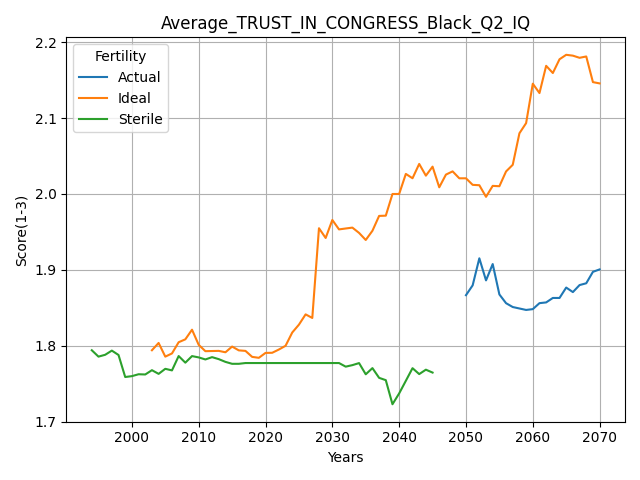 Average_TRUST_IN_CONGRESS_Black_Q2_IQ
Fertility
Actual
Ideal
Sterile
Score(1-3)
2.2
2.1
2.0
1.9
1.8
1.7
2000
2010
2020
2030
2040
2050
2060
2070
Years